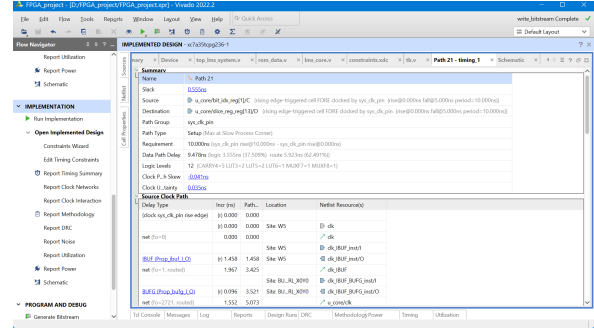 FPGA_project - [D:/FPGA_project/FPGA_project.xpr] - Vivado 2022.2
File Edit Flow Tools Reports Window Layout View Help Quick Access
write_bitstream Complete
Default Layout
Flow Navigator
IMPLEMENTED DESIGN - xc7a35tcpg236-1
Report Utilization
Report Power
Schematic
IMPLEMENTATION
Run Implementation
Open Implemented Design
Constraints Wizard
Edit Timing Constraints
Report Timing Summary
Report Clock Networks
Report Clock Interaction
Report Methodology
Report DRC
Report Noise
Report Utilization
Report Power
Schematic
PROGRAM AND DEBUG
Generate Bitstream
Sources
Netlist
Cell Properties
Device
top_lms_system.v
rom_data.v
lms_core.v
constraints.xdc
tb.v
Path 21 - timing_1
Schematic
Summary
Name Path 21
Slack 0.555ns
Source u_core/bit_idx_reg[1]/C (rising edge-triggered cell FDRE clocked by sys_clk_pin {rise@0.000ns fall@5.000ns period=10.000ns})
Destination u_core/slice_reg_reg[13]/D (rising edge-triggered cell FDRE clocked by sys_clk_pin {rise@0.000ns fall@5.000ns period=10.000ns})
Path Group sys_clk_pin
Path Type Setup (Max at Slow Process Corner)
Requirement 10.000ns (sys_clk_pin rise@10.000ns - sys_clk_pin rise@0.000ns)
Data Path Delay 9.478ns (logic 3.555ns (37.509%) route 5.923ns (62.491%))
Logic Levels 12 (CARRY4=5 LUT3=2 LUT5=2 LUT6=1 MUXF7=1 MUXF8=1)
Clock P...h Skew -0.041ns
Clock U...tainty 0.035ns
Source Clock Path
Delay Type Incr (ns) Path... Location Netlist Resource(s)
(clock sys_clk_pin rise edge) (r) 0.000 0.000
(r) 0.000 0.000 Site: W5 clk
net (fo=0) 0.000 0.000 clk
Site: W5 clk_IBUF_inst/I
IBUF (Prop_ibuf_I_O) (r) 1.458 1.458 Site: W5 clk_IBUF_inst/O
net (fo=1, routed) 1.967 3.425 clk_IBUF
Site: BU...RL_X0Y0 clk_IBUF_BUFG_inst/I
BUFG (Prop_bufg_I_O) (r) 0.096 3.521 Site: BU...RL_X0Y0 clk_IBUF_BUFG_inst/O
net (fo=2721, routed) 1.552 5.073 u_core/clk
Tcl Console Messages Log Reports Design Runs DRC Methodology Power Timing Utilization